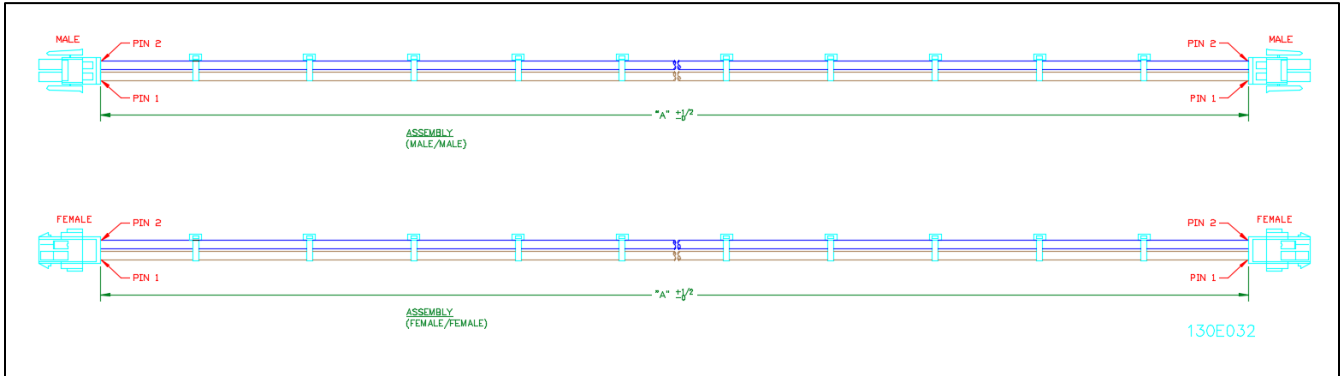 MALE MALE
PIN 2 PIN 2
PIN 1 PIN 1
"A" +1/2 -0
ASSEMBLY
(MALE/MALE)
FEMALE FEMALE
PIN 2 PIN 2
PIN 1 PIN 1
"A" +1/2 -0
ASSEMBLY
(FEMALE/FEMALE)
130E032